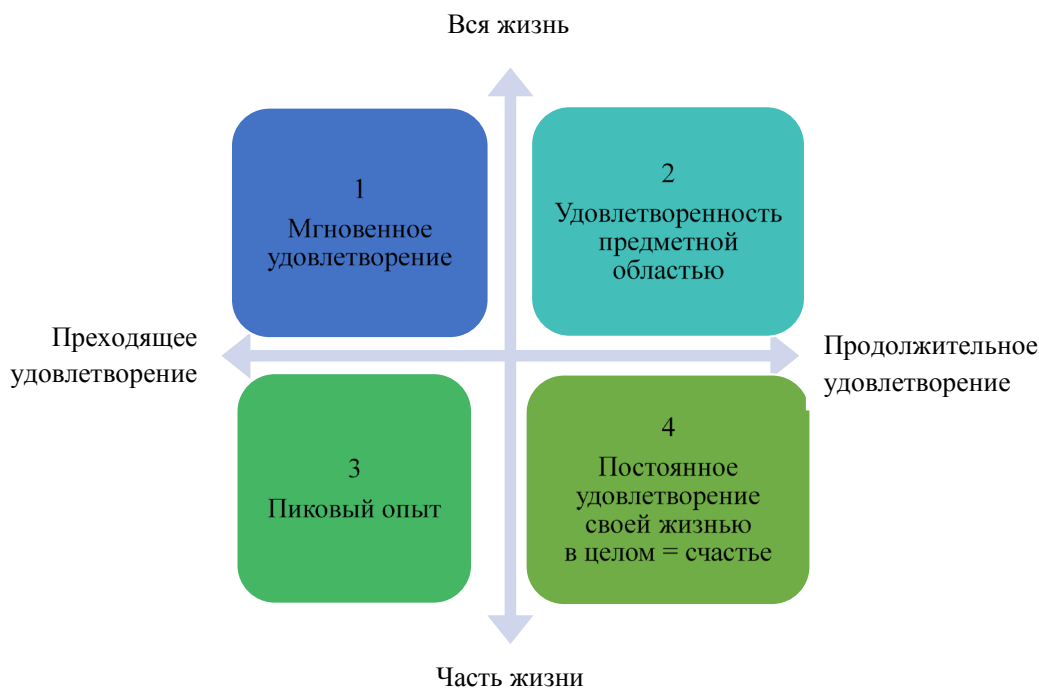 Вся жизнь
1
Мгновенное
удовлетворение
2
Удовлетворенность
предметной
областью
Преходящее
удовлетворение
Продолжительное
удовлетворение
3
Пиковый опыт
4
Постоянное
удовлетворение
своей жизнью
в целом = счастье
Часть жизни